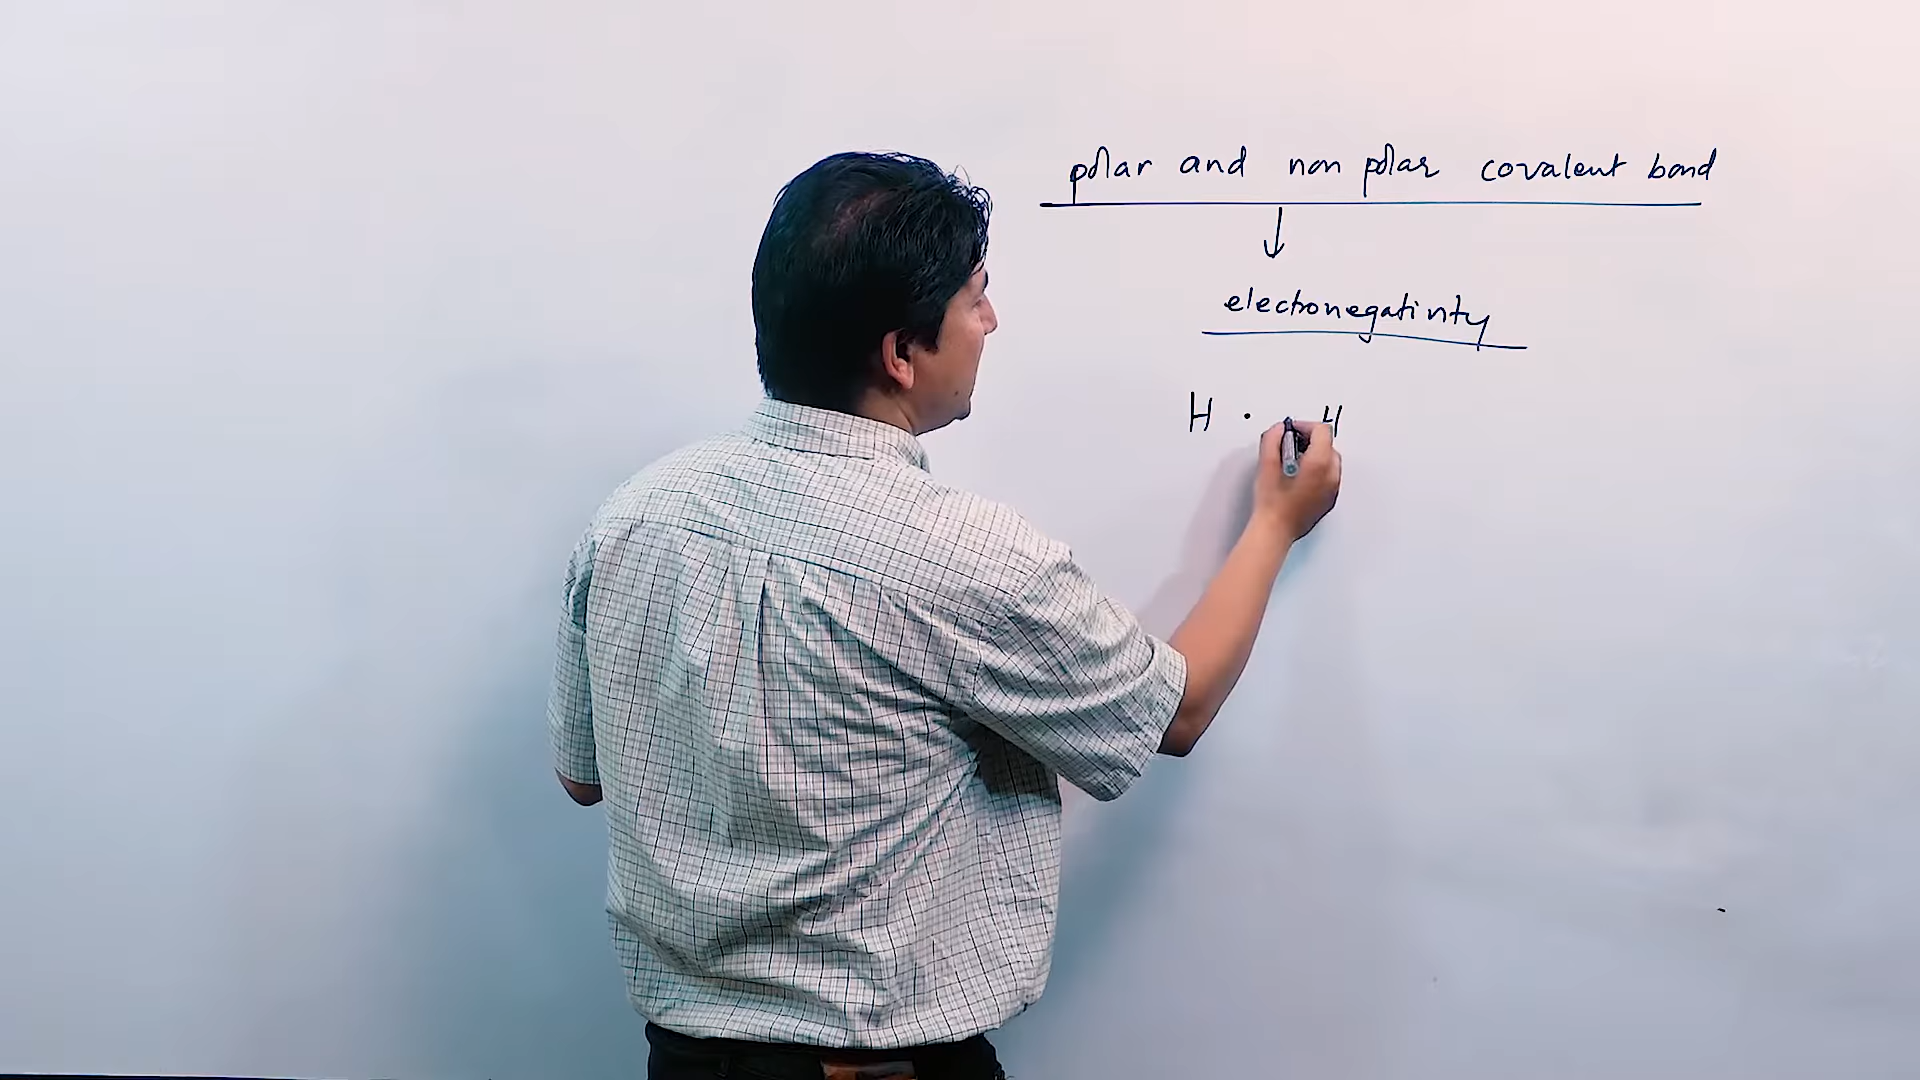 polar and non polar covalent bond
↓
electronegativity
H · H